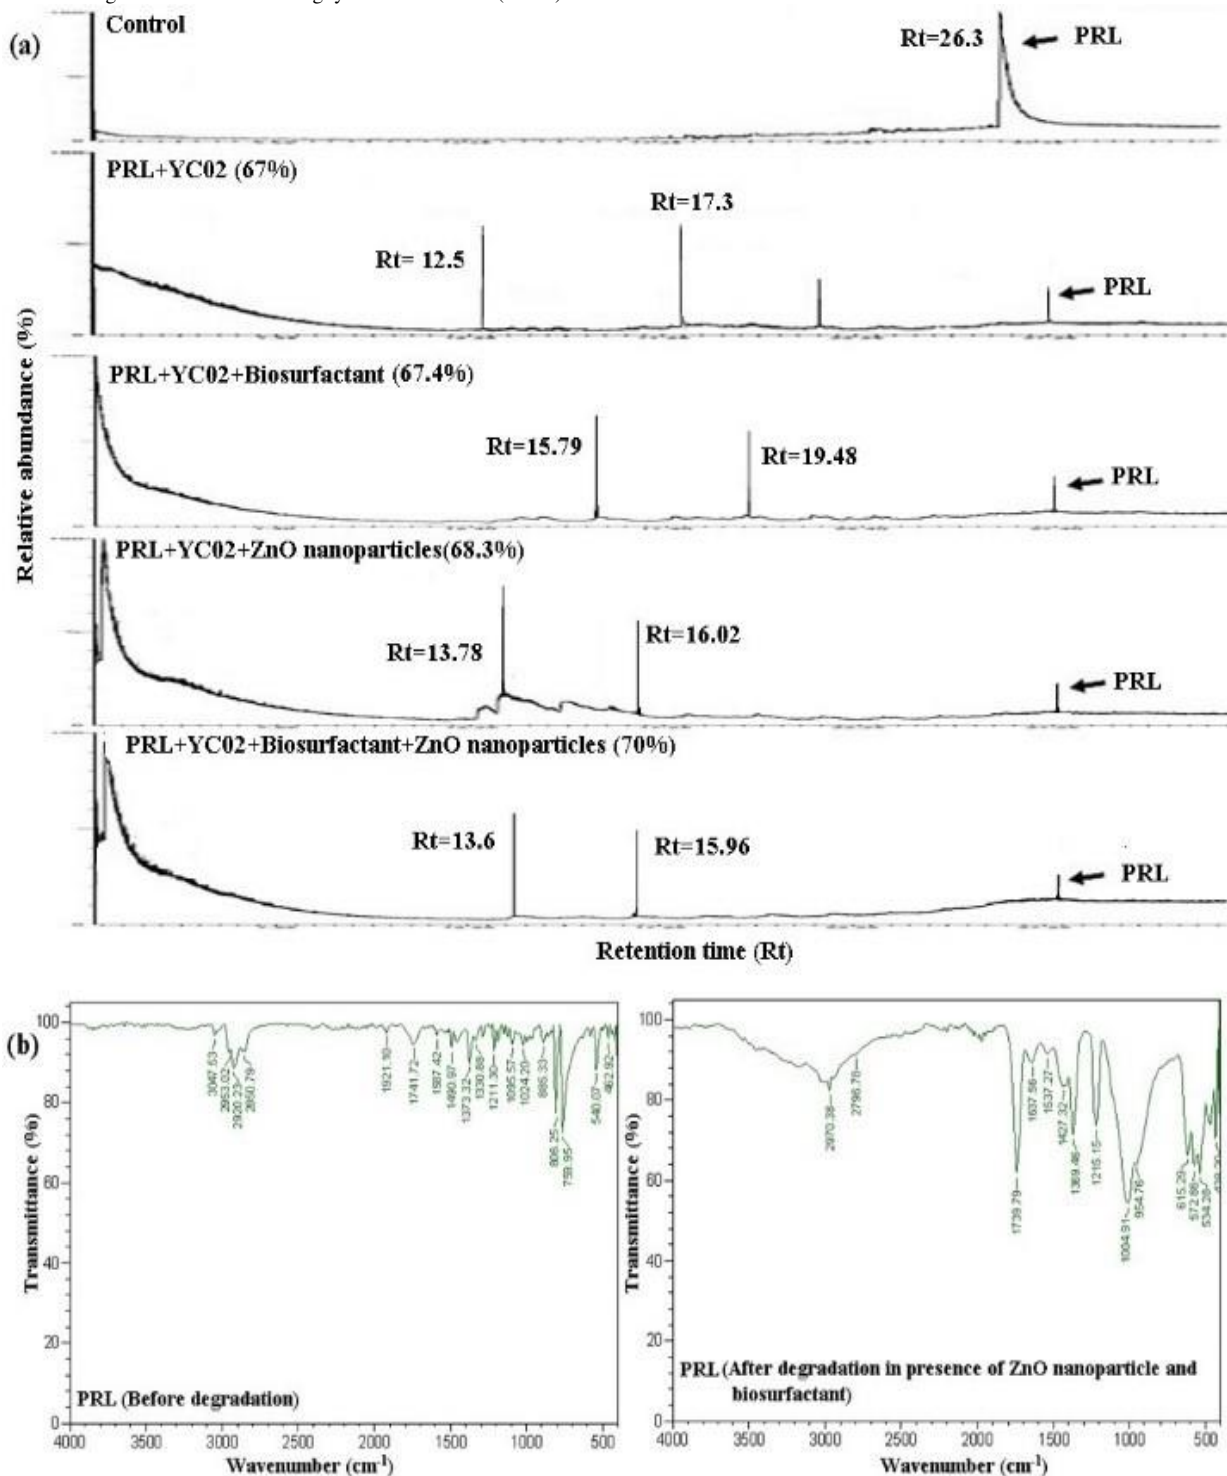 (a)
Control
Rt=26.3
PRL
PRL+YC02 (67%)
Rt=17.3
Rt= 12.5
PRL
PRL+YC02+Biosurfactant (67.4%)
Rt=15.79
Rt=19.48
PRL
PRL+YC02+ZnO nanoparticles(68.3%)
Rt=13.78
Rt=16.02
PRL
PRL+YC02+Biosurfactant+ZnO nanoparticles (70%)
Rt=13.6
Rt=15.96
PRL
Relative abundance (%)
Retention time (Rt)
(b)
Transmittance (%)
100
80
60
40
20
0
3047.53
2953.02
2920.23
2850.79
1921.10
1741.72
1587.42
1490.97
1373.32
1330.88
1211.30
1095.57
1024.20
885.33
806.25
759.95
540.07
462.92
PRL (Before degradation)
4000 3500 3000 2500 2000 1500 1000 500
Wavenumber (cm-1)
Transmittance (%)
100
80
60
40
20
0
2970.38
2796.78
1739.79
1637.56
1537.27
1427.32
1369.46
1215.15
1004.91
954.76
615.29
572.86
534.28
PRL (After degradation in presence of ZnO nanoparticle and
biosurfactant)
4000 3500 3000 2500 2000 1500 1000 500
Wavenumber (cm-1)